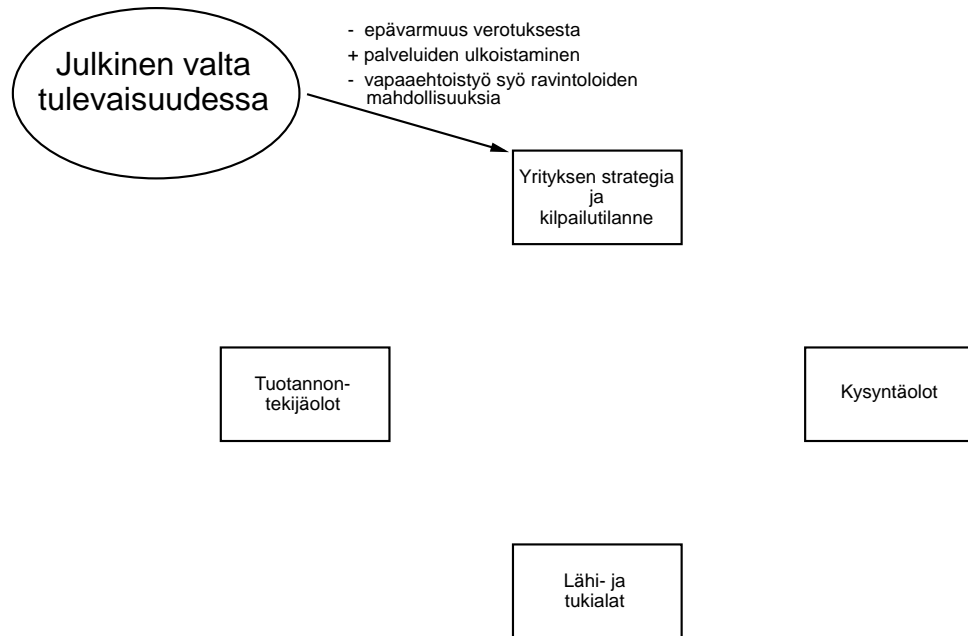 Julkinen valta
tulevaisuudessa
- epävarmuus verotuksesta
+ palveluiden ulkoistaminen
- vapaaehtoistyö syö ravintoloiden
mahdollisuuksia
Yrityksen strategia
ja
kilpailutilanne
Tuotannon-
tekijäolot
Kysyntäolot
Lähi- ja
tukialat